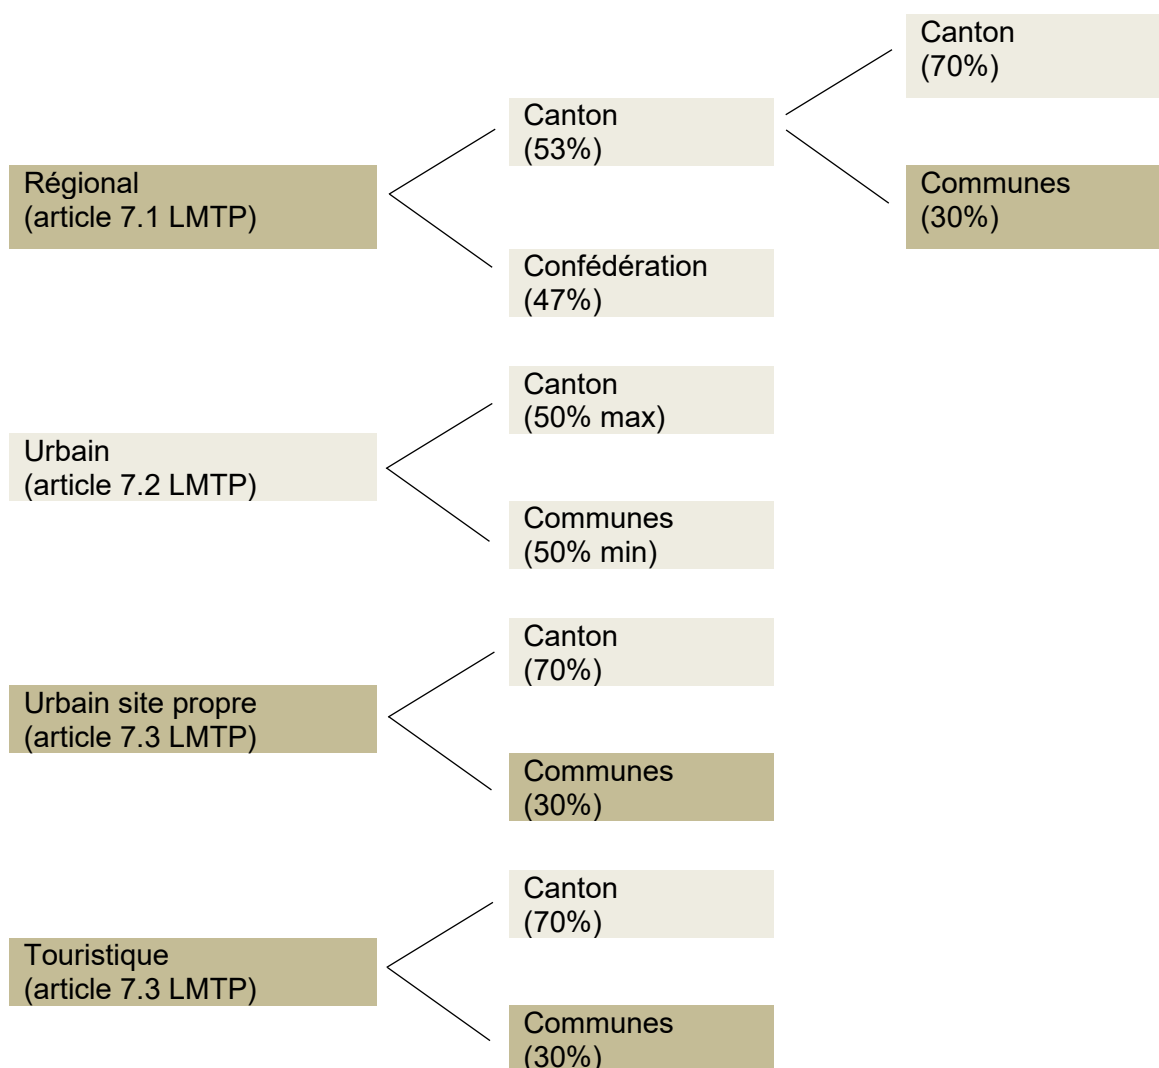 Canton
(70%)
Canton
(53%)
Régional
(article 7.1 LMTP)
Communes
(30%)
Confédération
(47%)
Canton
(50% max)
Urbain
(article 7.2 LMTP)
Communes
(50% min)
Canton
(70%)
Urbain site propre
(article 7.3 LMTP)
Communes
(30%)
Canton
(70%)
Touristique
(article 7.3 LMTP)
Communes
(30%)